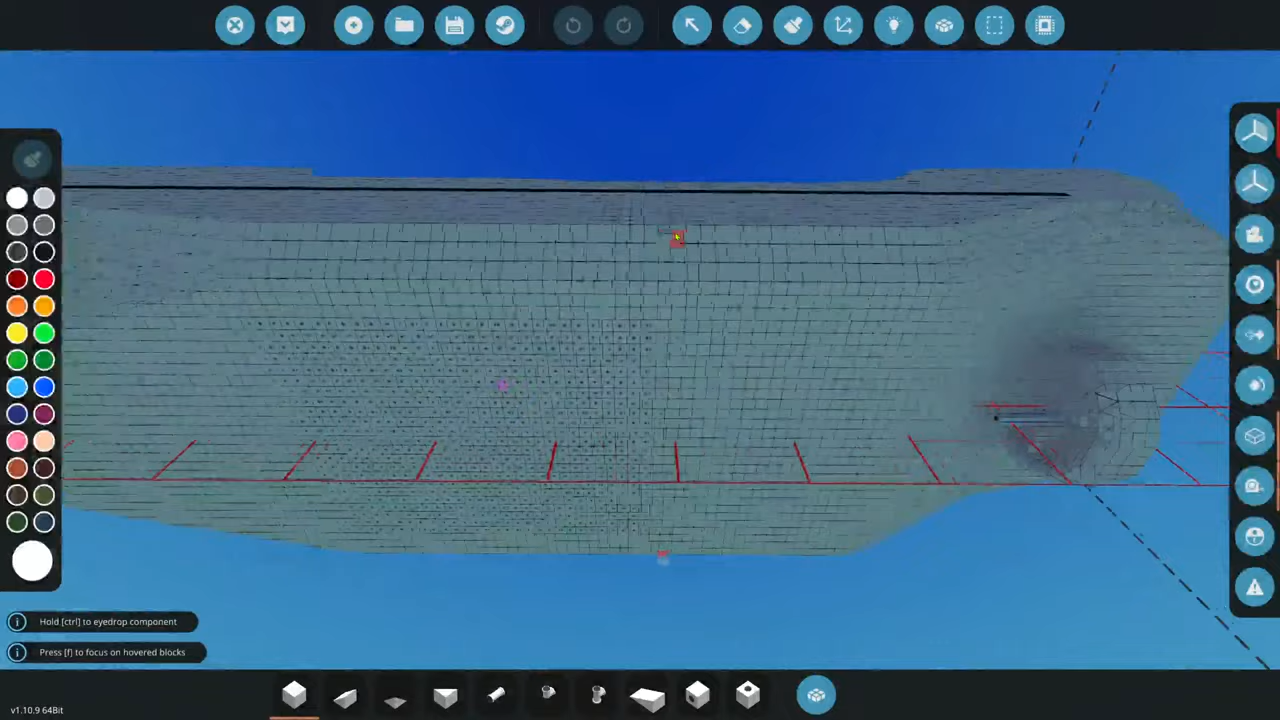 Hold [ctrl] to eyedrop component
Press [f] to focus on hovered blocks
v1.10.9 64Bit